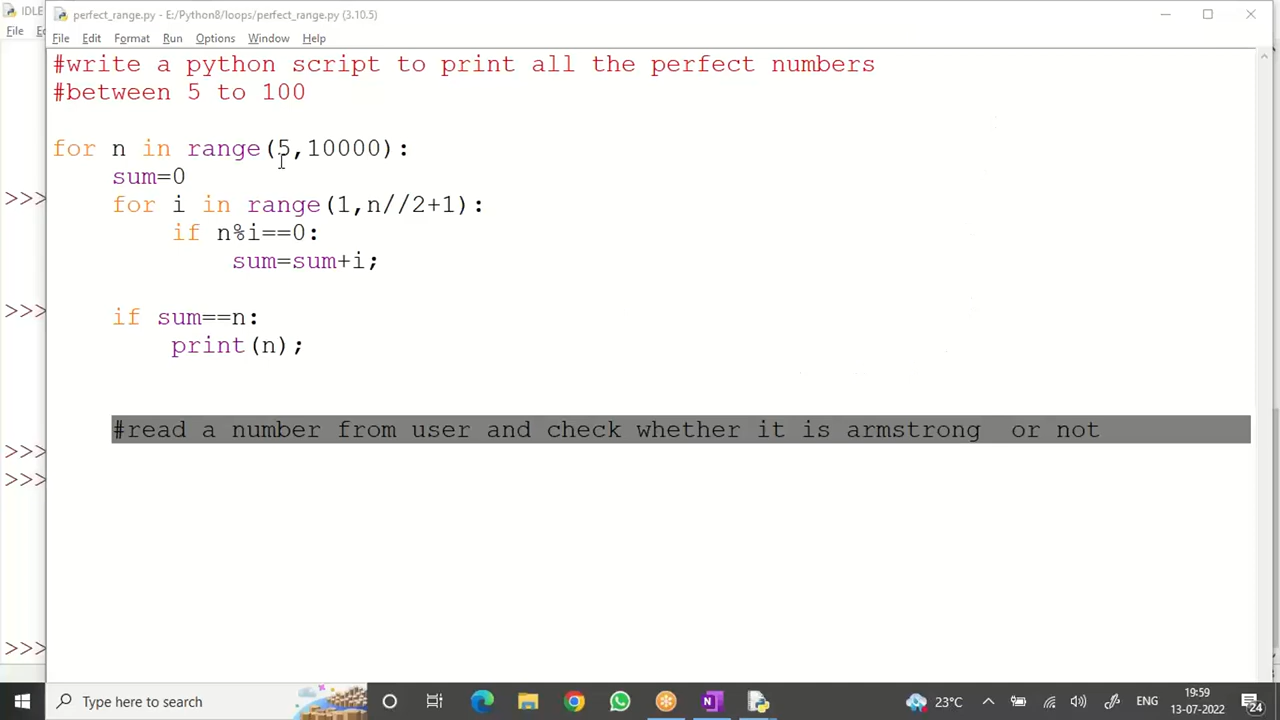 IDLE
perfect_range.py - E:/Python8/loops/perfect_range.py (3.10.5)
File
File Edit Format Run Options Window Help
#write a python script to print all the perfect numbers
#between 5 to 100
for n in range(5,10000):
>>>
sum=0
for i in range(1,n//2+1):
if n%i==0:
sum=sum+i;
>>>
if sum==n:
print(n);
#read a number from user and check whether it is armstrong  or not
>>>
>>>
>>>
Type here to search
23°C
ENG
19:59
13-07-2022
24